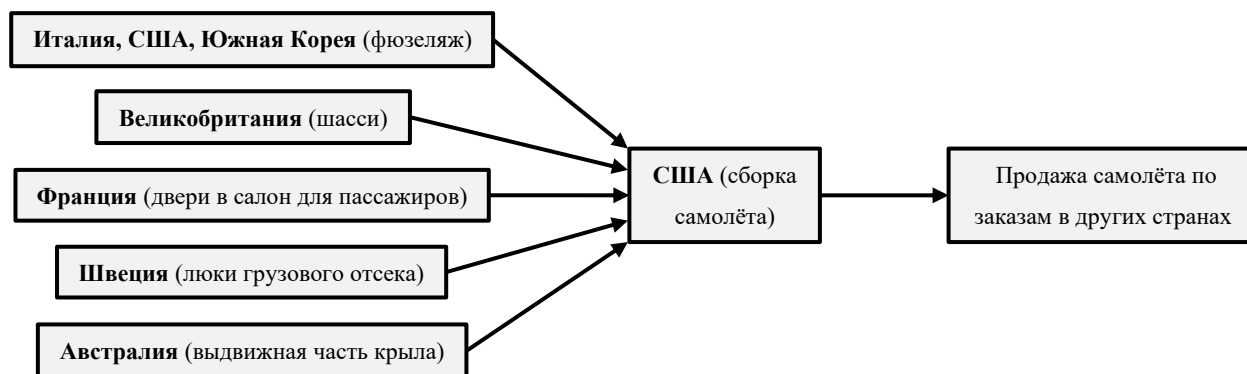 Италия, США, Южная Корея (фюзеляж)
Великобритания (шасси)
Франция (двери в салон для пассажиров)
Швеция (люки грузового отсека)
Австралия (выдвижная часть крыла)
США (сборка
самолёта)
Продажа самолёта по
заказам в других странах